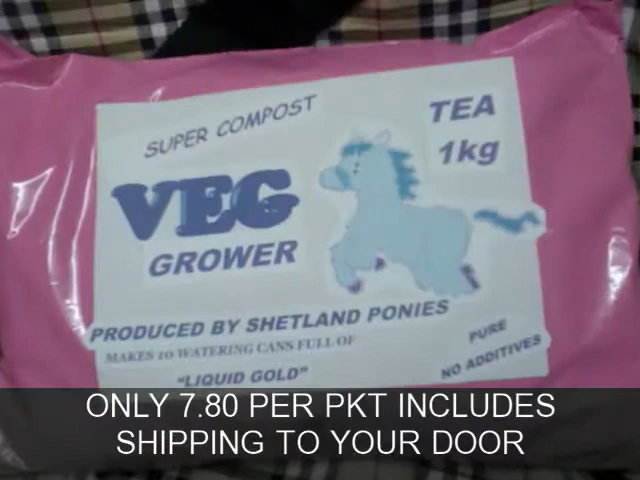 SUPER COMPOST
TEA
1kg
VEG
GROWER
PRODUCED BY SHETLAND PONIES
MAKES 10 WATERING CANS FULL OF
"LIQUID GOLD"
PURE
NO ADDITIVES
ONLY 7.80 PER PKT INCLUDES
SHIPPING TO YOUR DOOR